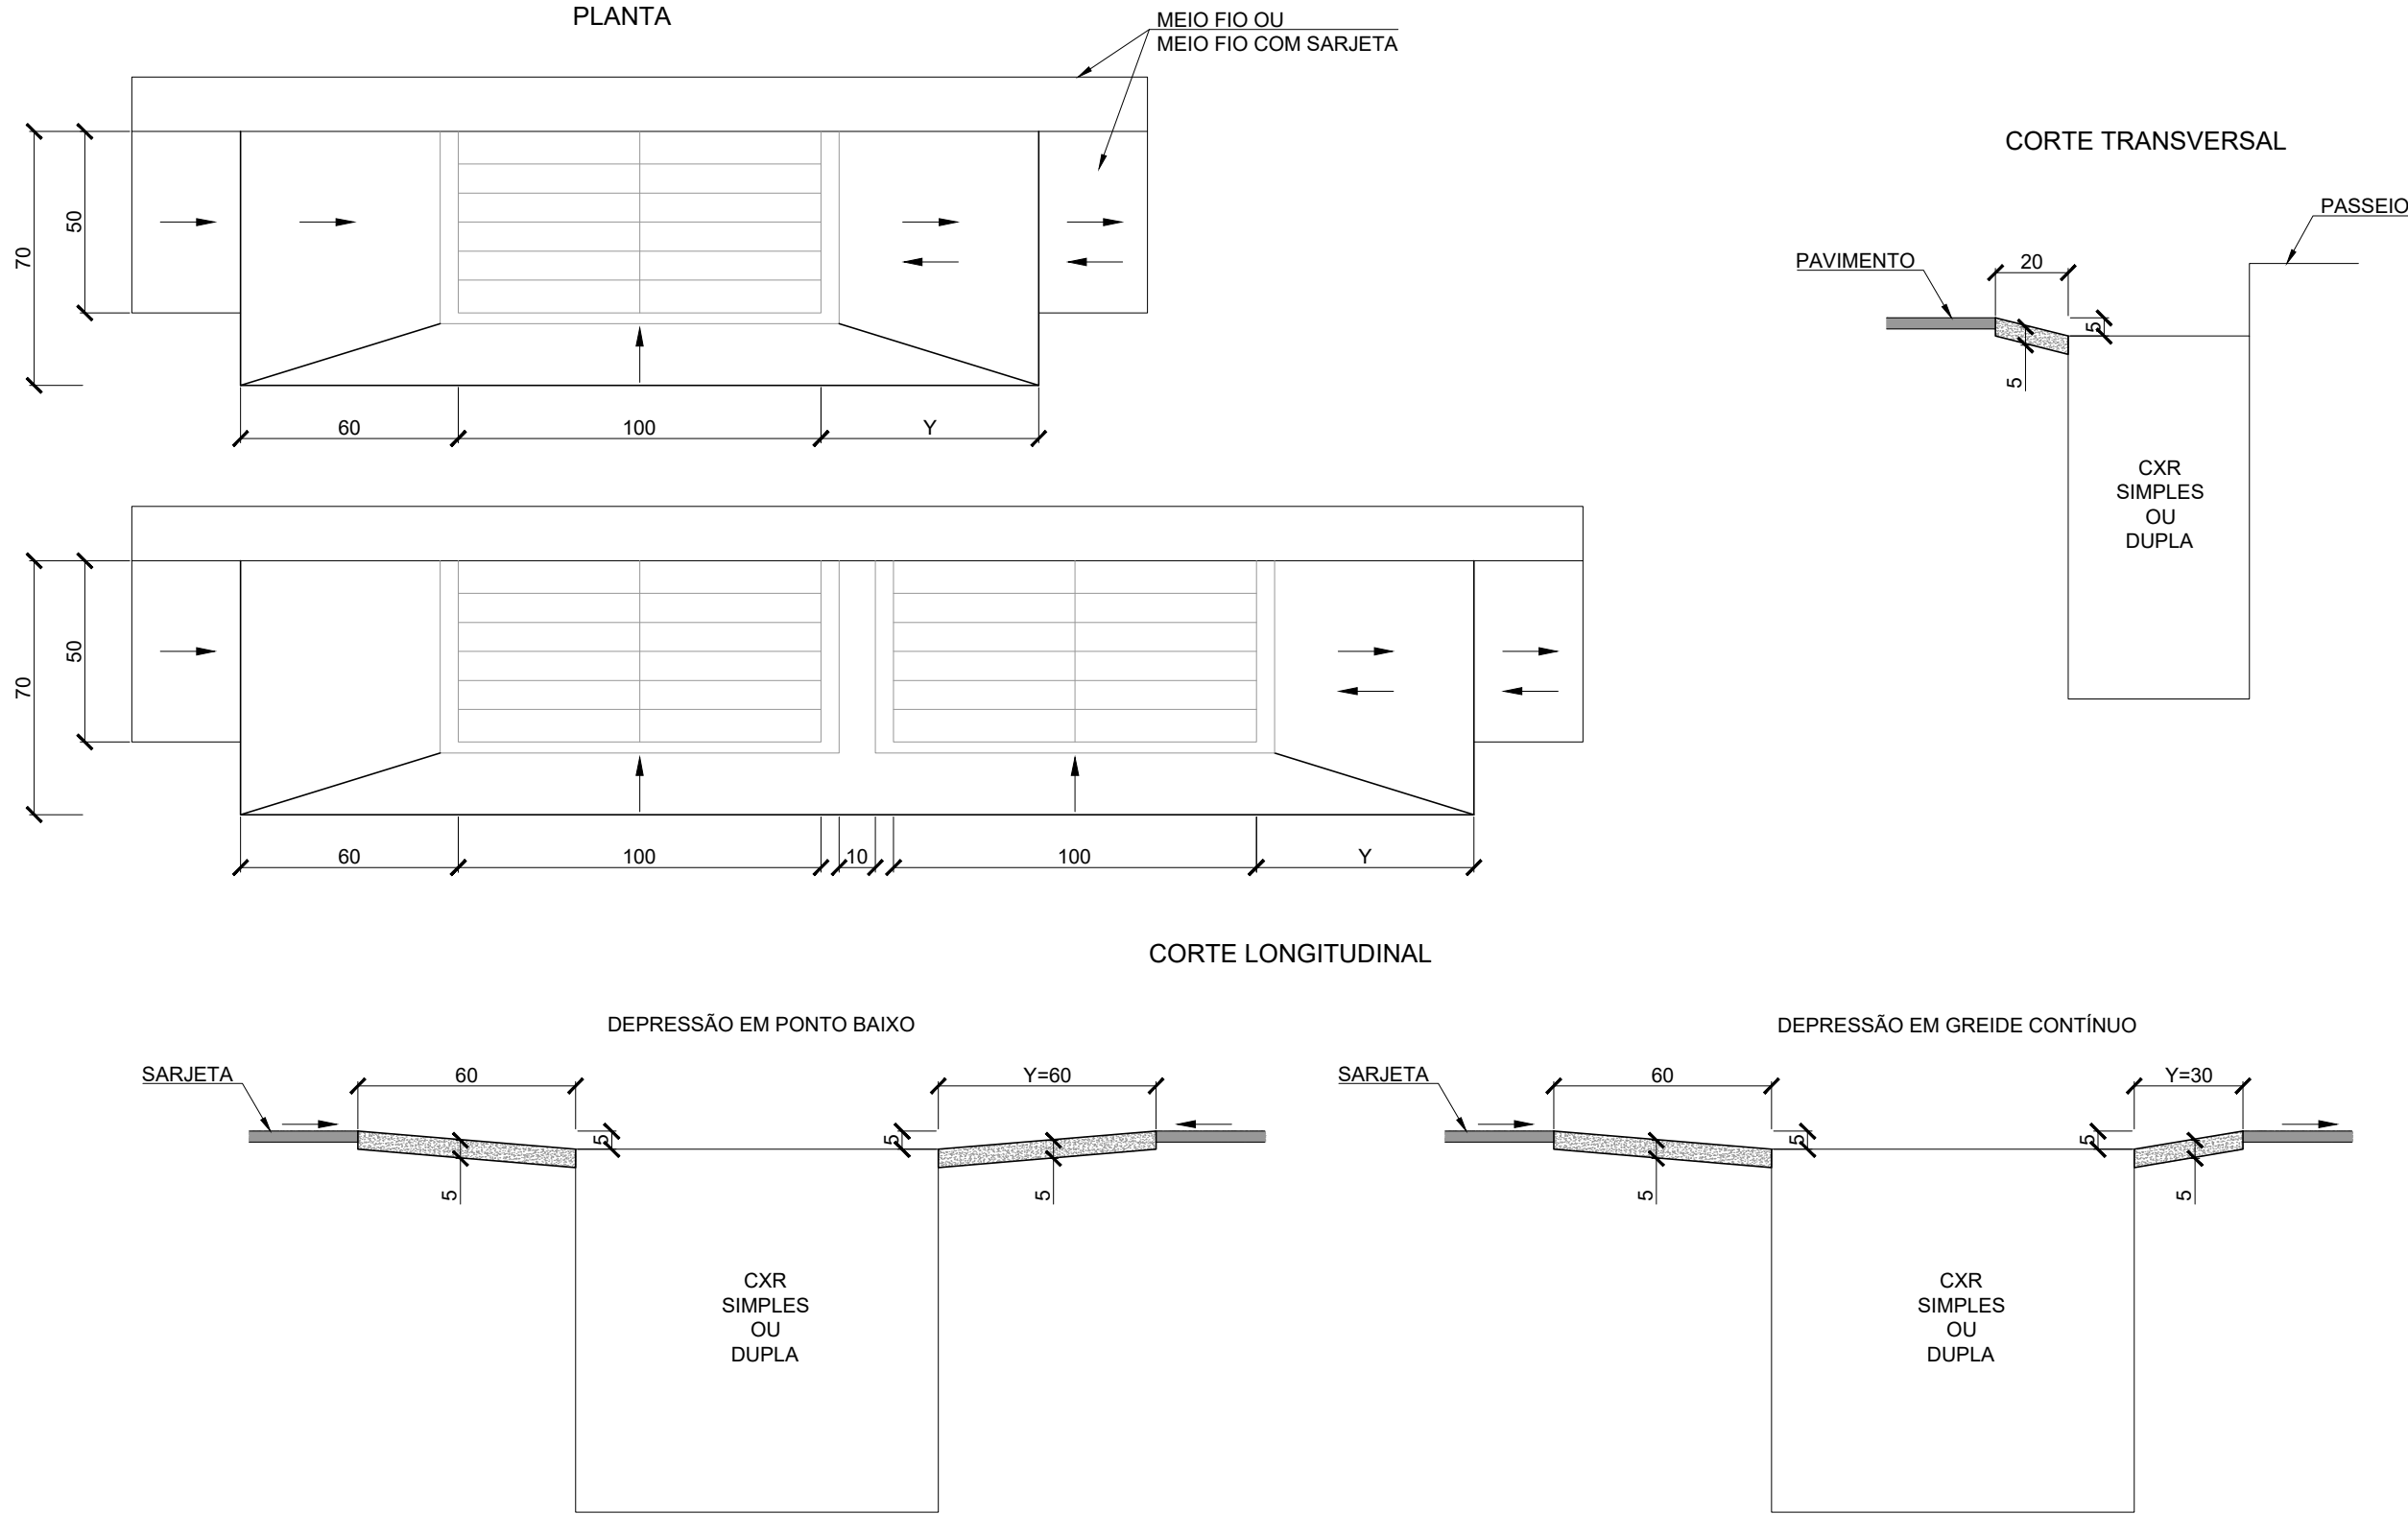 PLANTA
MEIO FIO OU
MEIO FIO COM SARJETA
50
70
60
100
Y
CORTE TRANSVERSAL
PASSEIO
PAVIMENTO
20
5
5
CXR
SIMPLES
OU
DUPLA
50
70
60
100
10
100
Y
CORTE LONGITUDINAL
DEPRESSÃO EM PONTO BAIXO
SARJETA
60
Y=60
5
5
5
5
CXR
SIMPLES
OU
DUPLA
DEPRESSÃO EM GREIDE CONTÍNUO
SARJETA
60
Y=30
5
5
5
5
CXR
SIMPLES
OU
DUPLA